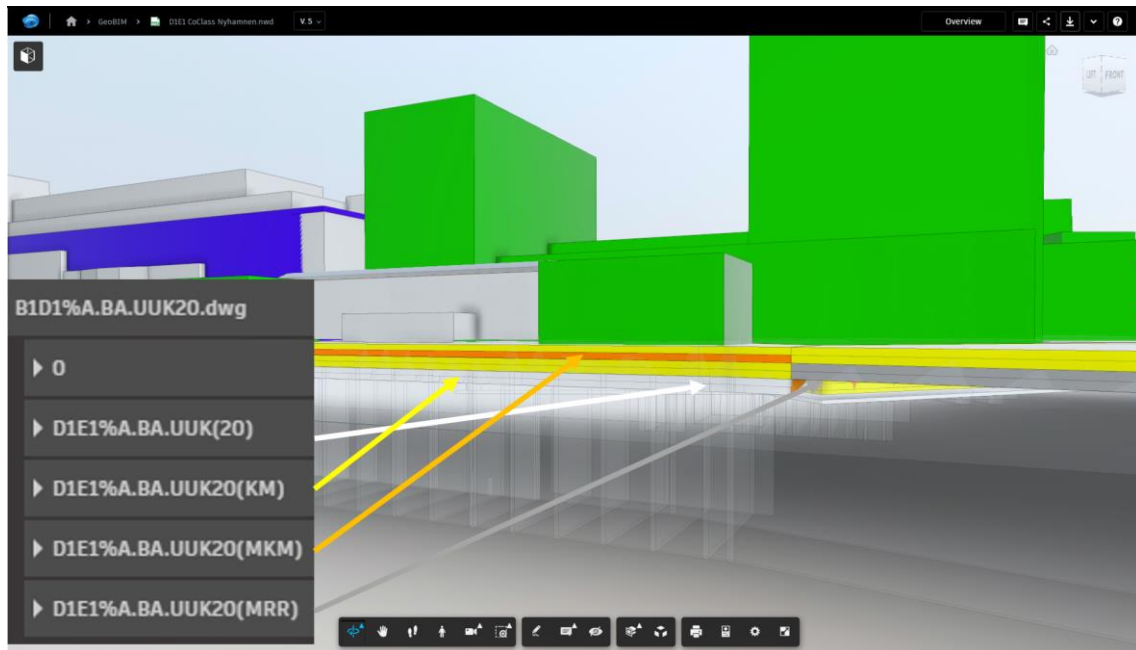 GeoBIM
D1E1 CoClass Nyhamnen.nwd
V. 5
Overview
LEFT
FRONT
B1D1%A.BA.UUK20.dwg
0
D1E1%A.BA.UUK(20)
D1E1%A.BA.UUK20(KM)
D1E1%A.BA.UUK20(MKM)
D1E1%A.BA.UUK20(MRR)